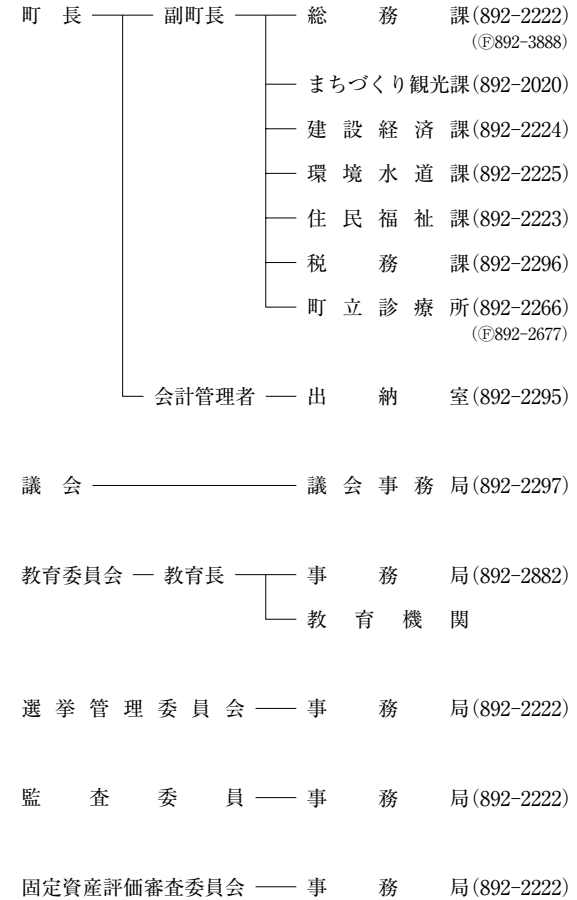 町長 副町長 総務課(892-2222)
(Ⓕ892-3888)
まちづくり観光課(892-2020)
建設経済課(892-2224)
環境水道課(892-2225)
住民福祉課(892-2223)
税務課(892-2296)
町立診療所(892-2266)
(Ⓕ892-2677)
会計管理者 出納室(892-2295)
議会 議会事務局(892-2297)
教育委員会 教育長 事務局(892-2882)
教育機関
選挙管理委員会 事務局(892-2222)
監査委員 事務局(892-2222)
固定資産評価審査委員会 事務局(892-2222)